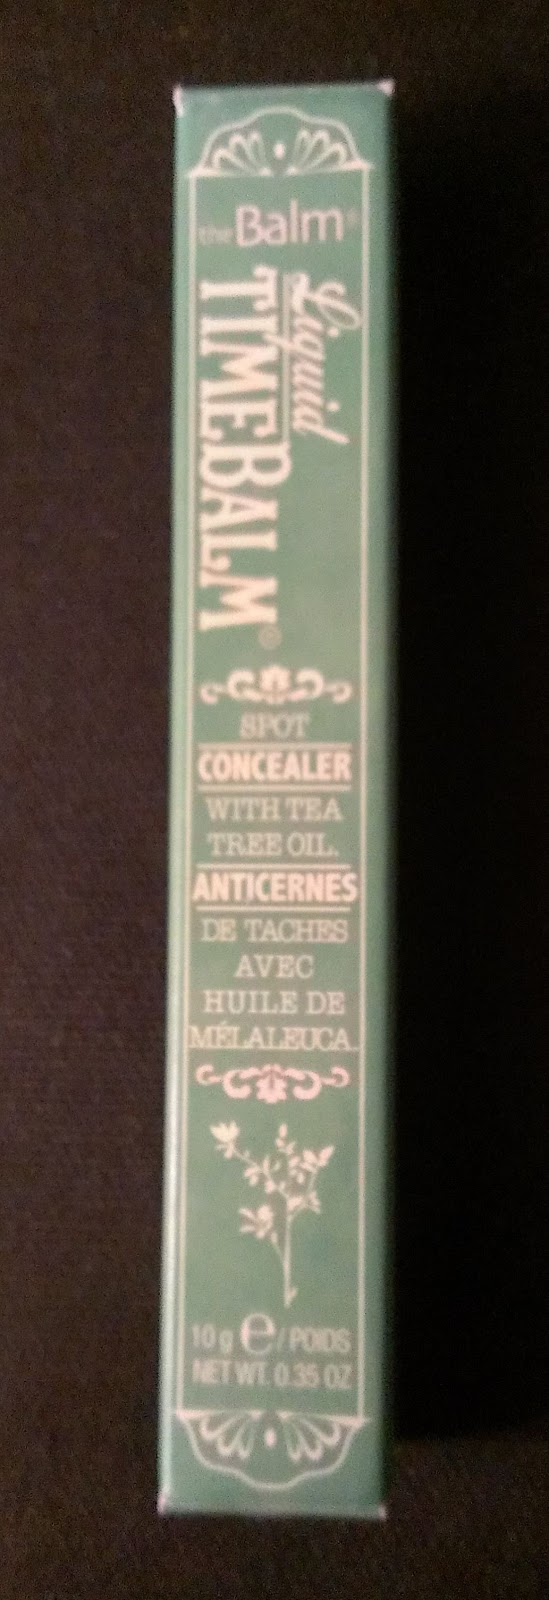 theBalm®
Liquid
TIMEBALM®
SPOT
CONCEALER
WITH TEA
TREE OIL.
ANTICERNES
DE TACHES
AVEC
HUILE DE
MÉLALEUCA.
10 g e / POIDS
NET WT. 0.35 OZ